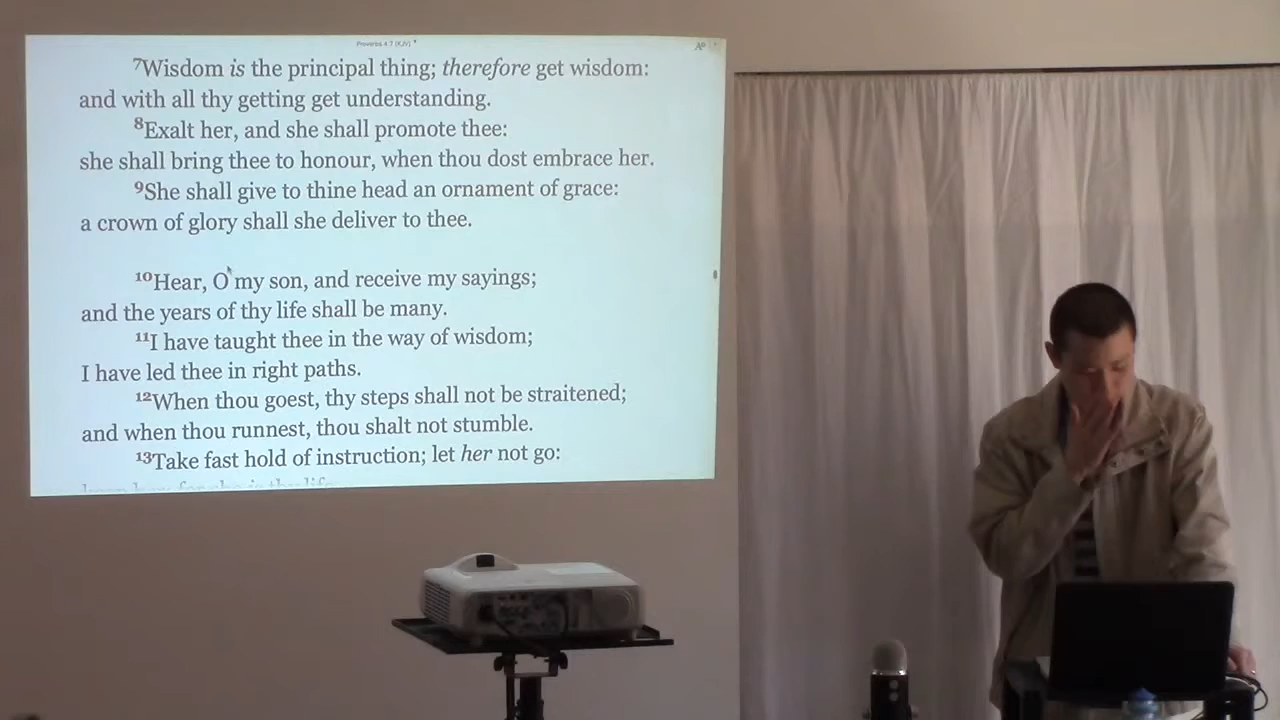 Proverbs 4:7 (KJV)
7Wisdom is the principal thing; therefore get wisdom:
and with all thy getting get understanding.
8Exalt her, and she shall promote thee:
she shall bring thee to honour, when thou dost embrace her.
9She shall give to thine head an ornament of grace:
a crown of glory shall she deliver to thee.
10Hear, O my son, and receive my sayings;
and the years of thy life shall be many.
11I have taught thee in the way of wisdom;
I have led thee in right paths.
12When thou goest, thy steps shall not be straitened;
and when thou runnest, thou shalt not stumble.
13Take fast hold of instruction; let her not go: